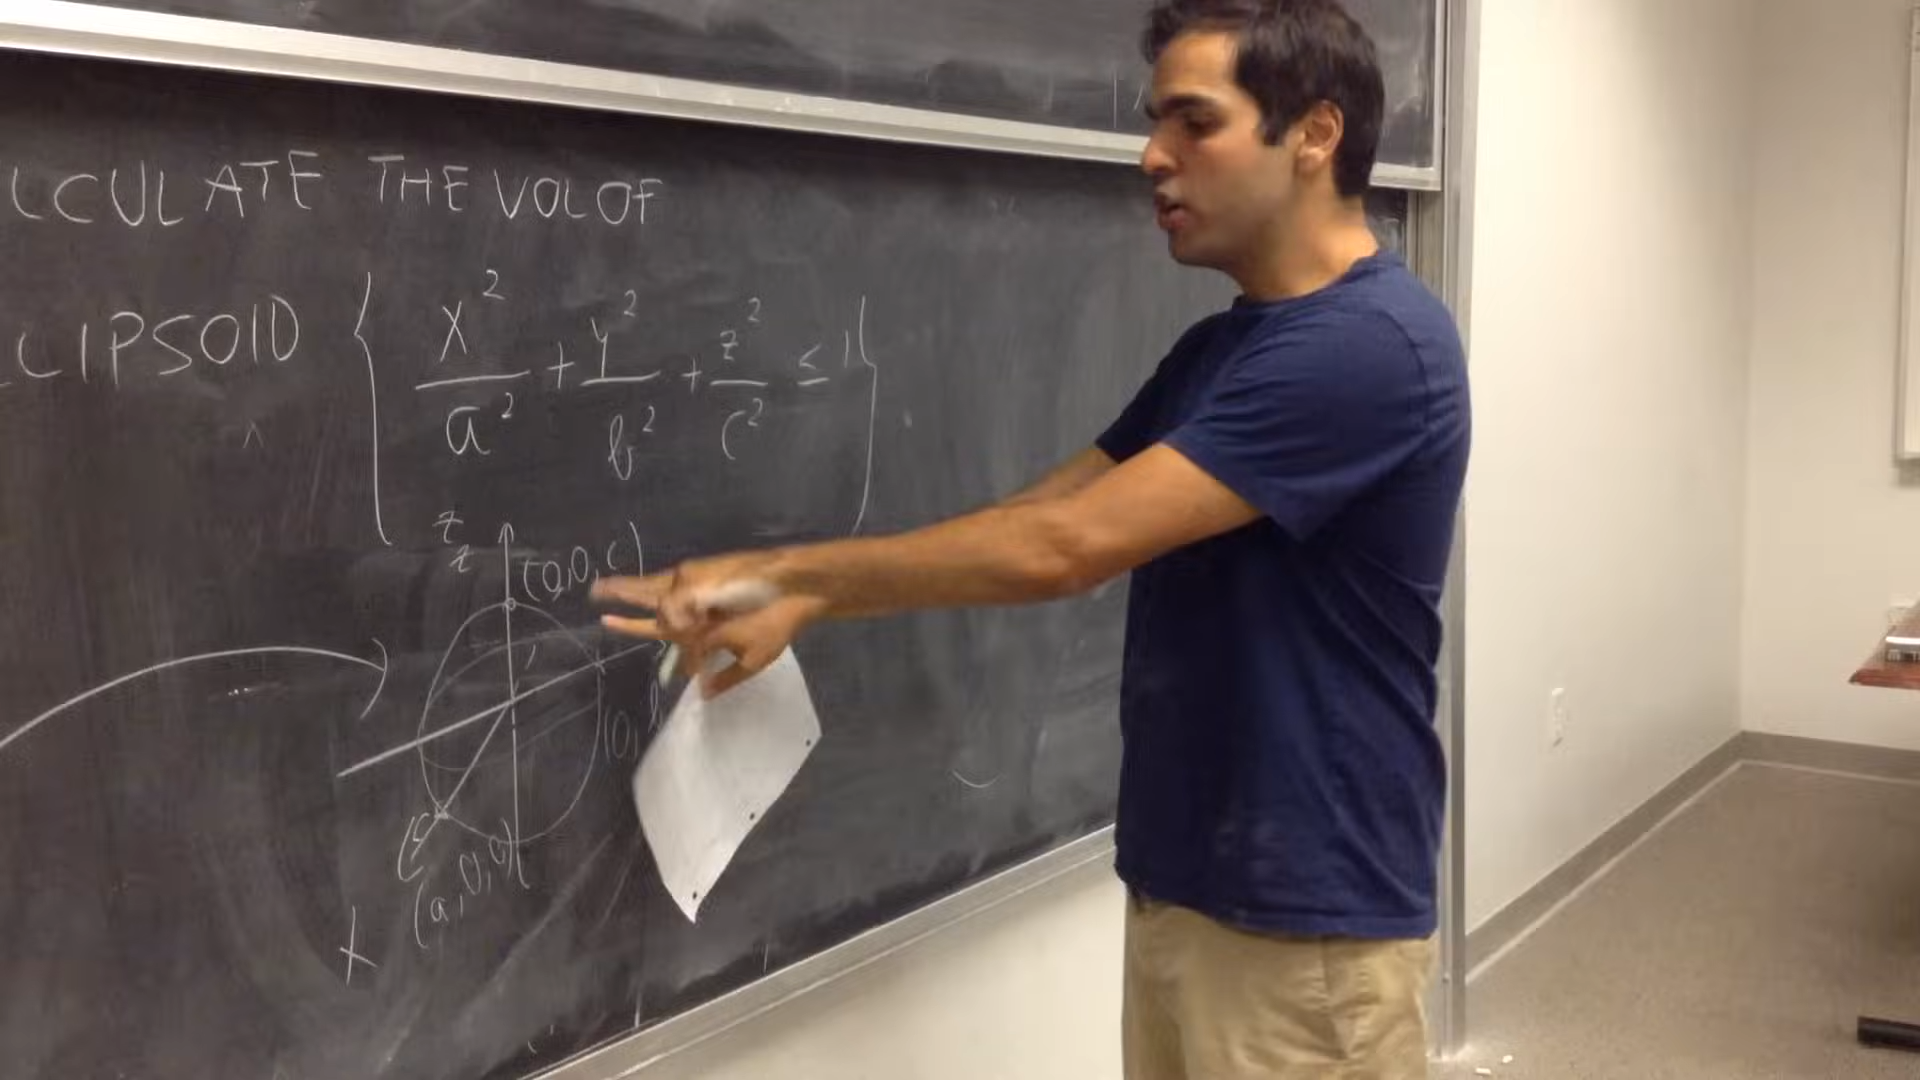 LCULATE THE VOL OF
LIPSOID { x²/a² + y²/b² + z²/c² ≤ 1 }
z
z
(0,0,c)
(0,
(a,0,0)
x